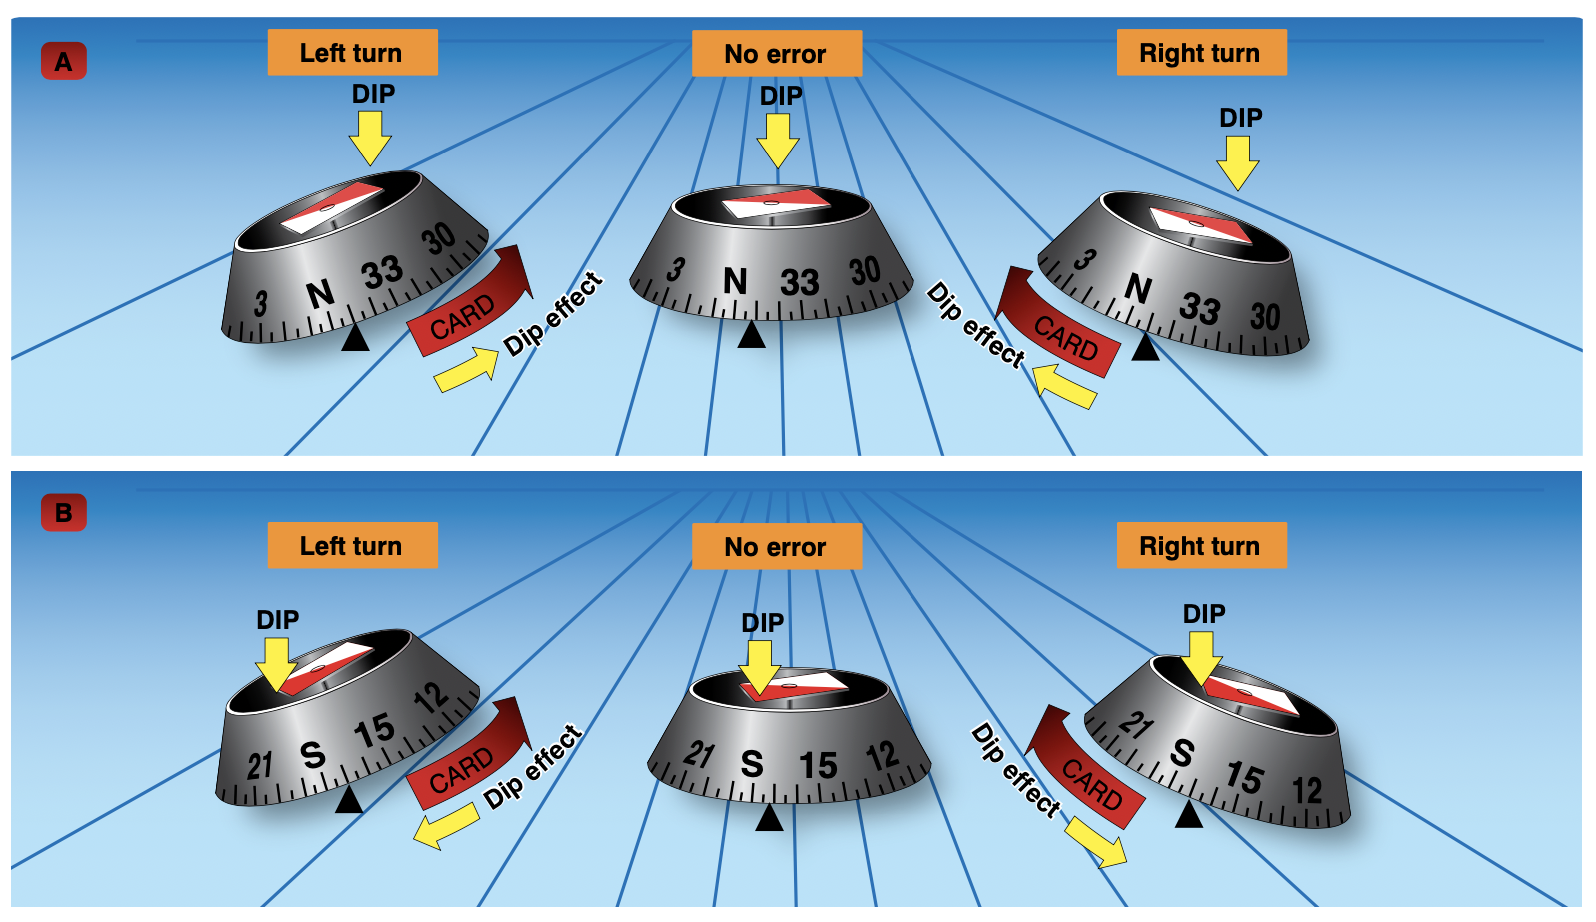 A
Left turn
No error
Right turn
DIP
DIP
DIP
3 N 33 30
3 N 33 30
3 N 33 30
CARD
Dip effect
Dip effect
CARD
B
Left turn
No error
Right turn
DIP
DIP
DIP
21 S 15 12
21 S 15 12
21 S 15 12
CARD
Dip effect
Dip effect
CARD